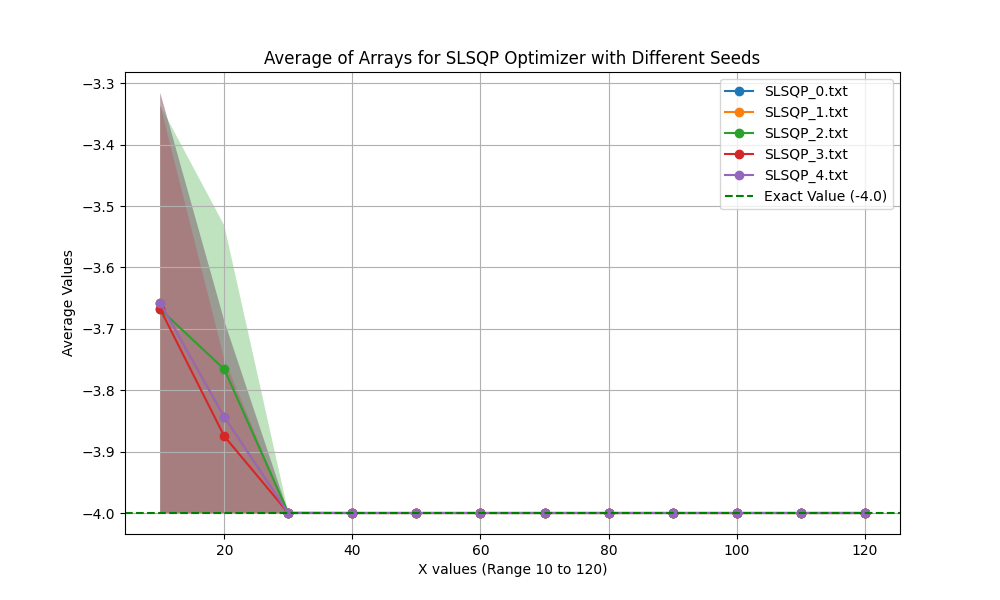 Average of Arrays for SLSQP Optimizer with Different Seeds
−3.3
−3.4
−3.5
−3.6
−3.7
−3.8
−3.9
−4.0
Average Values
SLSQP_0.txt
SLSQP_1.txt
SLSQP_2.txt
SLSQP_3.txt
SLSQP_4.txt
Exact Value (-4.0)
20
40
60
80
100
120
X values (Range 10 to 120)